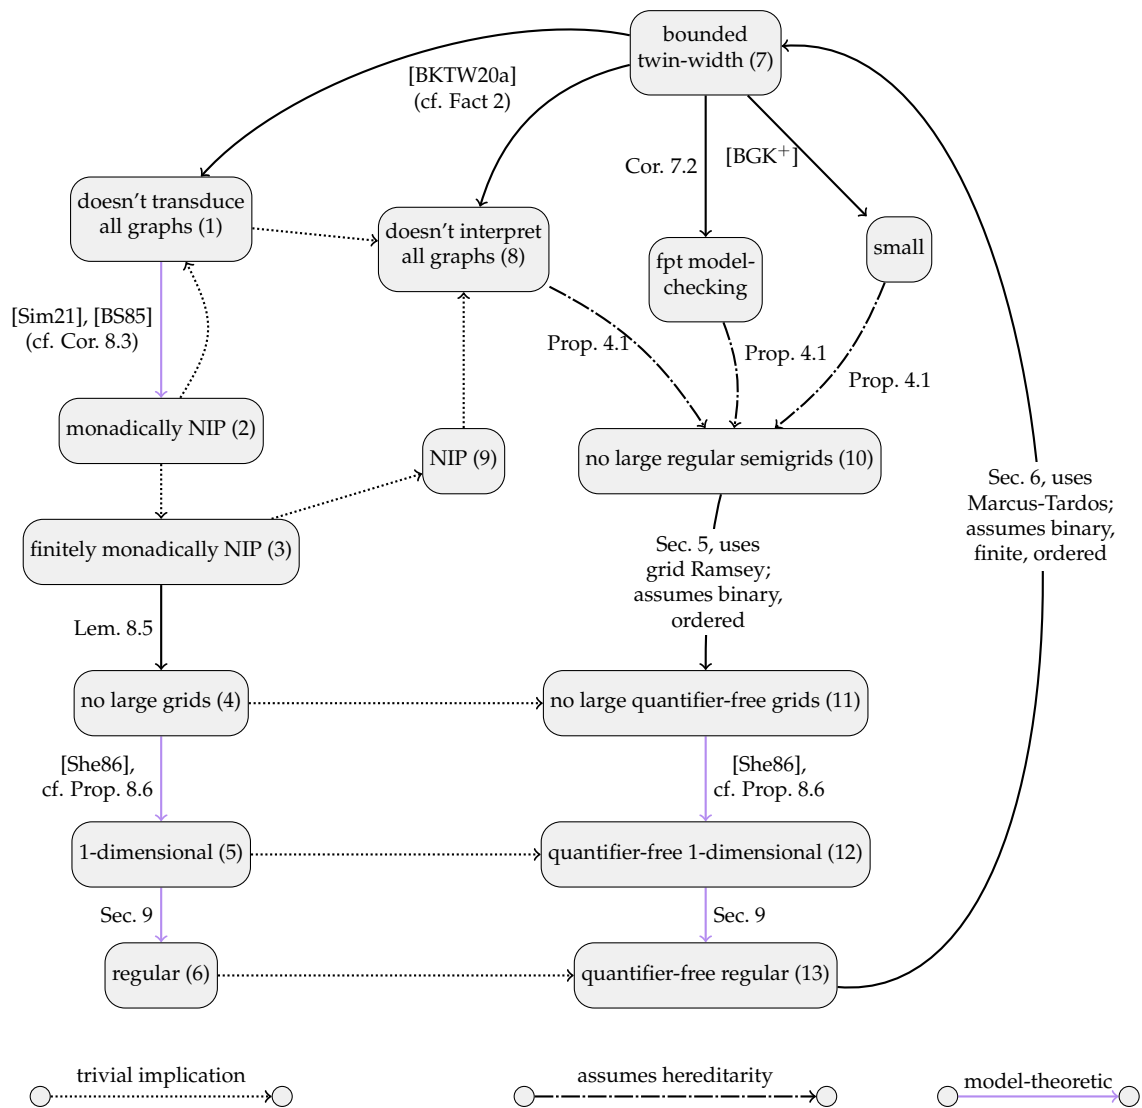 bounded
twin-width (7)
[BKTW20a]
(cf. Fact 2)
Cor. 7.2
[BGK+]
doesn't transduce
all graphs (1)
doesn't interpret
all graphs (8)
fpt model-
checking
small
[Sim21], [BS85]
(cf. Cor. 8.3)
Prop. 4.1
Prop. 4.1
Prop. 4.1
monadically NIP (2)
NIP (9)
no large regular semigrids (10)
Sec. 6, uses
Marcus-Tardos;
assumes binary,
finite, ordered
finitely monadically NIP (3)
Sec. 5, uses
grid Ramsey;
assumes binary,
ordered
Lem. 8.5
no large grids (4)
no large quantifier-free grids (11)
[She86],
cf. Prop. 8.6
[She86],
cf. Prop. 8.6
1-dimensional (5)
quantifier-free 1-dimensional (12)
Sec. 9
Sec. 9
regular (6)
quantifier-free regular (13)
trivial implication
assumes hereditarity
model-theoretic